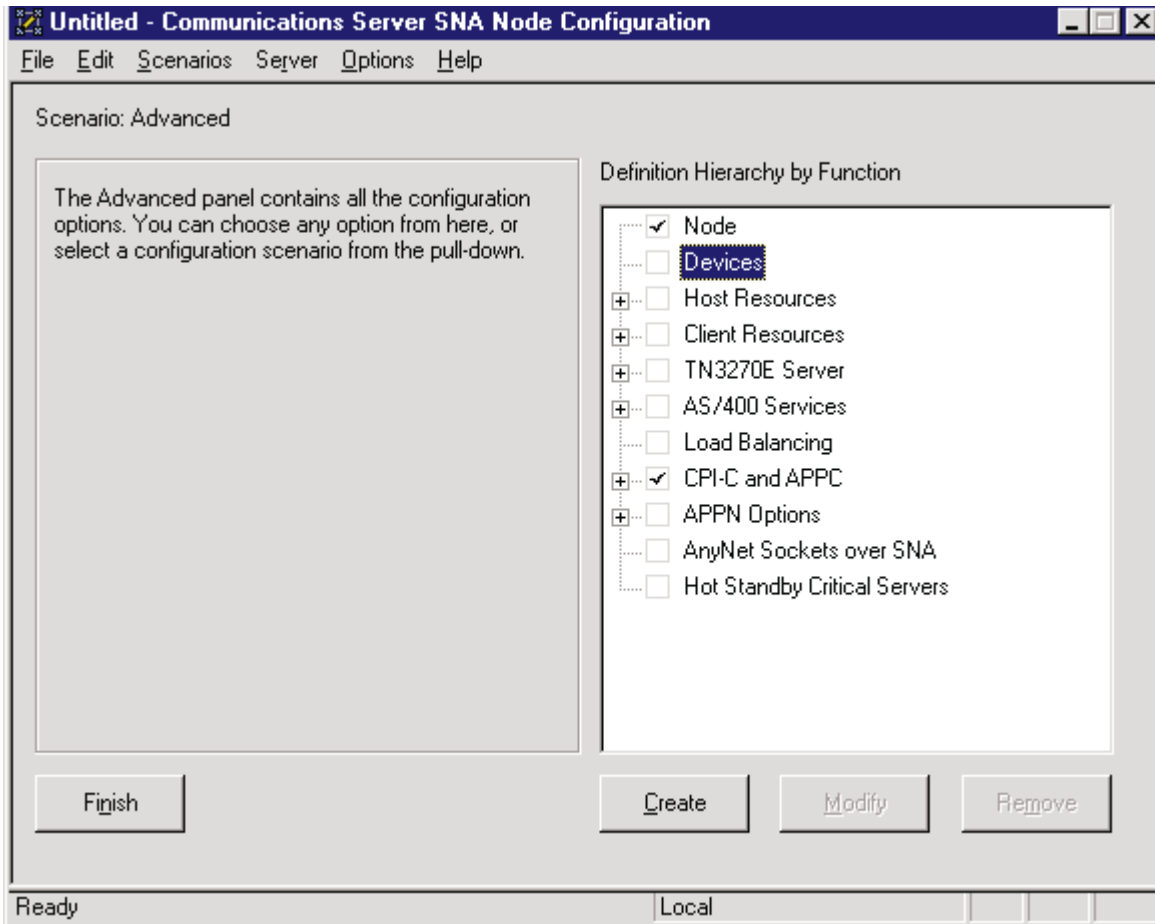 Untitled - Communications Server SNA Node Configuration
File Edit Scenarios Server Options Help
Scenario: Advanced
The Advanced panel contains all the configuration
options. You can choose any option from here, or
select a configuration scenario from the pull-down.
Definition Hierarchy by Function
Node
Devices
Host Resources
Client Resources
TN3270E Server
AS/400 Services
Load Balancing
CPI-C and APPC
APPN Options
AnyNet Sockets over SNA
Hot Standby Critical Servers
Finish
Create
Modify
Remove
Ready
Local